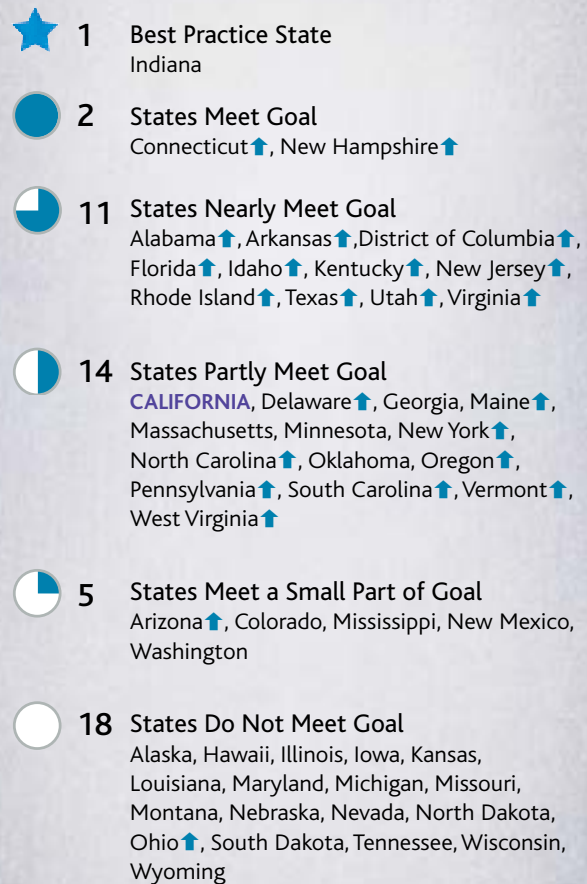 1 Best Practice State
Indiana
2 States Meet Goal
Connecticut⬆, New Hampshire⬆
11 States Nearly Meet Goal
Alabama⬆, Arkansas⬆,District of Columbia⬆,
Florida⬆, Idaho⬆, Kentucky⬆, New Jersey⬆,
Rhode Island⬆, Texas⬆, Utah⬆, Virginia⬆
14 States Partly Meet Goal
CALIFORNIA, Delaware⬆, Georgia, Maine⬆,
Massachusetts, Minnesota, New York⬆,
North Carolina⬆, Oklahoma, Oregon⬆,
Pennsylvania⬆, South Carolina⬆, Vermont⬆,
West Virginia⬆
5 States Meet a Small Part of Goal
Arizona⬆, Colorado, Mississippi, New Mexico,
Washington
18 States Do Not Meet Goal
Alaska, Hawaii, Illinois, Iowa, Kansas,
Louisiana, Maryland, Michigan, Missouri,
Montana, Nebraska, Nevada, North Dakota,
Ohio⬆, South Dakota, Tennessee, Wisconsin,
Wyoming